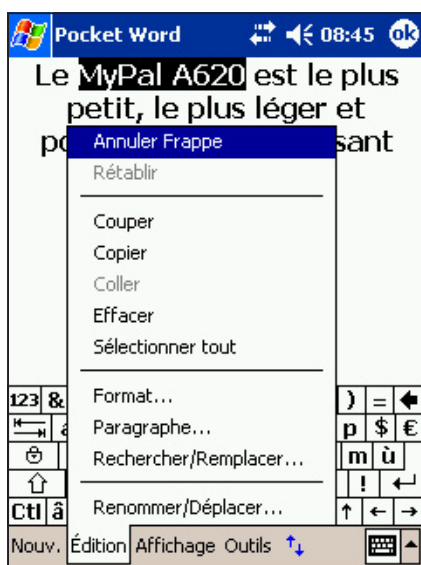 Pocket Word 08:45 ok
Le MyPal A620 est le plus
petit, le plus léger et
sant
Annuler Frappe
Rétablir
Couper
Copier
Coller
Effacer
Sélectionner tout
Format...
Paragraphe...
Rechercher/Remplacer...
Renommer/Déplacer...
123 & ) =
p $ €
m ù
!
Ctl â ↑ ← →
Nouv. Édition Affichage Outils